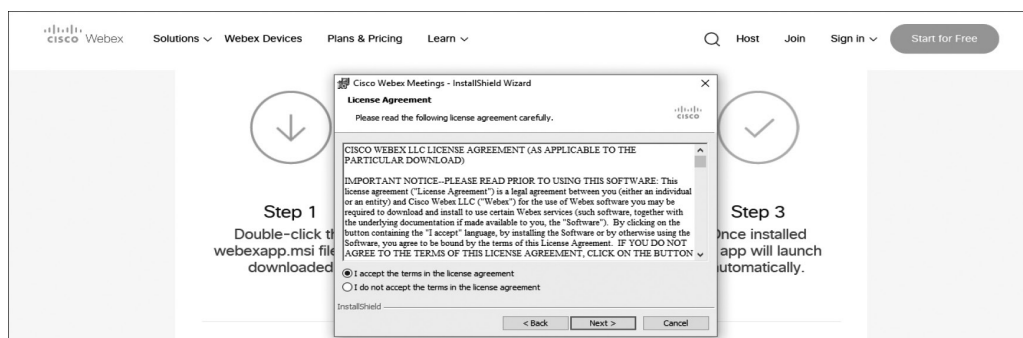 CISCO Webex
Solutions
Webex Devices
Plans & Pricing
Learn
Host
Join
Sign in
Start for Free
Cisco Webex Meetings - InstallShield Wizard
License Agreement
Please read the following license agreement carefully.
CISCO
CISCO WEBEX LLC LICENSE AGREEMENT (AS APPLICABLE TO THE
PARTICULAR DOWNLOAD)
IMPORTANT NOTICE--PLEASE READ PRIOR TO USING THIS SOFTWARE: This
license agreement ("License Agreement") is a legal agreement between you (either an individual
or an entity) and Cisco Webex LLC ("Webex") for the use of Webex software you may be
required to download and install to use certain Webex services (such software, together with
the underlying documentation if made available to you, the "Software"). By clicking on the
button containing the "I accept" language, by installing the Software or by otherwise using the
Software, you agree to be bound by the terms of this License Agreement. IF YOU DO NOT
AGREE TO THE TERMS OF THIS LICENSE AGREEMENT, CLICK ON THE BUTTON
I accept the terms in the license agreement
I do not accept the terms in the license agreement
InstallShield
< Back
Next >
Cancel
Step 1
Double-click
webexapp.msi
downloaded
Step 3
installed
app will launch
automatically.